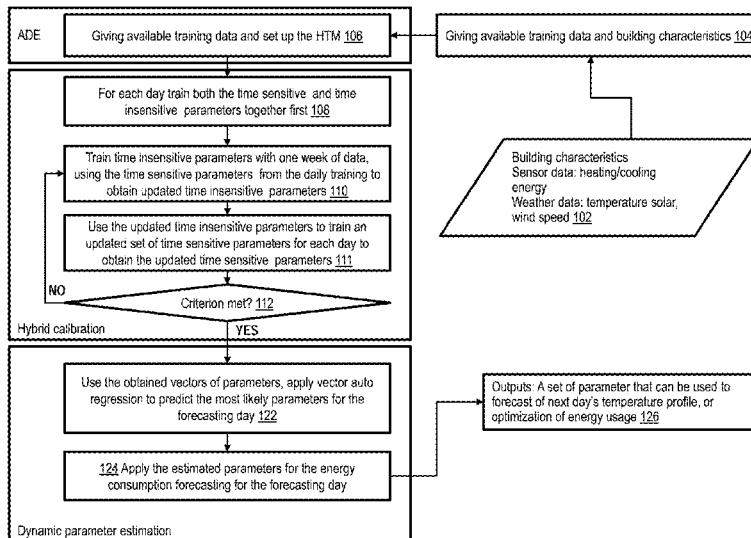 ADE
Giving available training data and set up the HTM 106
Giving available training data and building characteristics 104
For each day train both the time sensitive and time
insensitive parameters together first 108
Train time insensitive parameters with one week of data,
using the time sensitive parameters from the daily training to
obtain updated time insensitive parameters 110
Building characteristics
Sensor data: heating/cooling
energy
Weather data: temperature solar,
wind speed 102
Use the updated time insensitive parameters to train an
updated set of time sensitive parameters for each day to
obtain the updated time sensitive parameters 111
NO
Criterion met? 112
YES
Hybrid calibration
Use the obtained vectors of parameters, apply vector auto
regression to predict the most likely parameters for the
forecasting day 122
Outputs: A set of parameter that can be used to
forecast of next day's temperature profile, or
optimization of energy usage 126
124 Apply the estimated parameters for the energy
consumption forecasting for the forecasting day
Dynamic parameter estimation